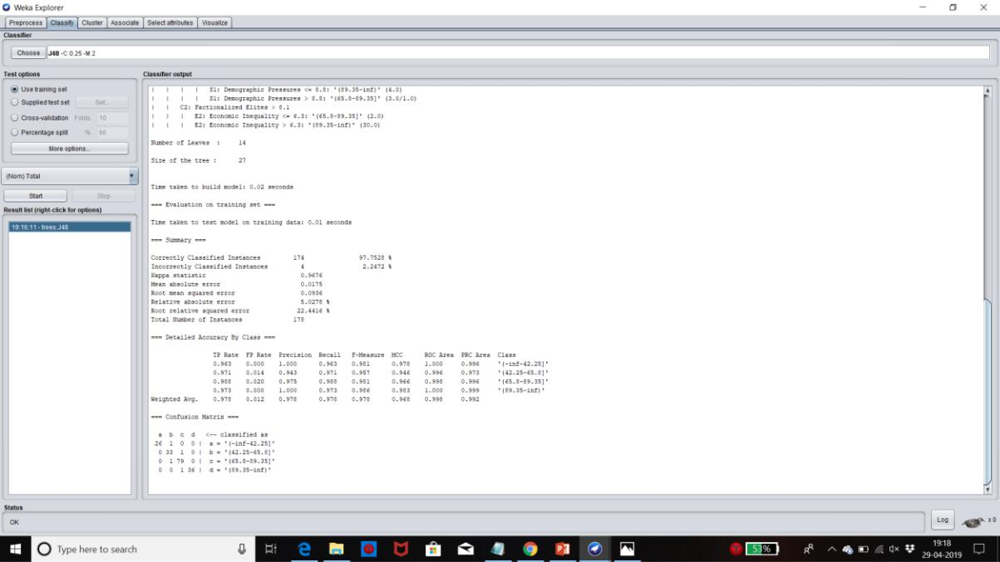 Weka Explorer
Preprocess Classify Cluster Associate Select attributes Visualize
Classifier
Choose J48 -C 0.25 -M 2
Test options
Use training set
Supplied test set Set...
Cross-validation Folds 10
Percentage split % 66
More options...
(Nom) Total
Start Stop
Result list (right-click for options)
19:16:11 - trees.J48
Classifier output
| | | | S1: Demographic Pressures <= 8.8: '(89.35-inf)' (4.0)
| | | | S1: Demographic Pressures > 8.8: '(65.8-89.35]' (3.0/1.0)
| | | C2: Factionalized Elites > 8.1
| | | | E2: Economic Inequality <= 6.3: '(65.8-89.35]' (2.0)
| | | | E2: Economic Inequality > 6.3: '(89.35-inf)' (30.0)
Number of Leaves : 14
Size of the tree : 27
Time taken to build model: 0.02 seconds
=== Evaluation on training set ===
Time taken to test model on training data: 0.01 seconds
=== Summary ===
Correctly Classified Instances 174 97.7528 %
Incorrectly Classified Instances 4 2.2472 %
Kappa statistic 0.9676
Mean absolute error 0.0175
Root mean squared error 0.0936
Relative absolute error 5.0278 %
Root relative squared error 22.4416 %
Total Number of Instances 178
=== Detailed Accuracy By Class ===
TP Rate FP Rate Precision Recall F-Measure MCC ROC Area PRC Area Class
0.963 0.000 1.000 0.963 0.981 0.978 1.000 0.996 '(-inf-42.25]'
0.971 0.014 0.943 0.971 0.957 0.946 0.996 0.973 '(42.25-65.8]'
0.988 0.020 0.975 0.988 0.981 0.966 0.998 0.996 '(65.8-89.35]'
0.973 0.000 1.000 0.973 0.986 0.983 1.000 0.999 '(89.35-inf)'
Weighted Avg. 0.978 0.012 0.978 0.978 0.978 0.968 0.998 0.992
=== Confusion Matrix ===
a b c d <-- classified as
26 1 0 0 | a = '(-inf-42.25]'
0 33 1 0 | b = '(42.25-65.8]'
0 1 79 0 | c = '(65.8-89.35]'
0 0 1 36 | d = '(89.35-inf)'
Status
OK
Log
x 0
Type here to search
53%
19:18
29-04-2019